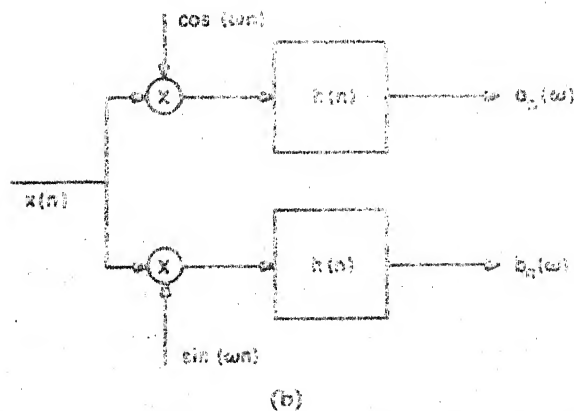 cos (ωn)
X
h(n)
aₙ(ω)
x(n)
X
h(n)
bₙ(ω)
sin (ωn)
(b)